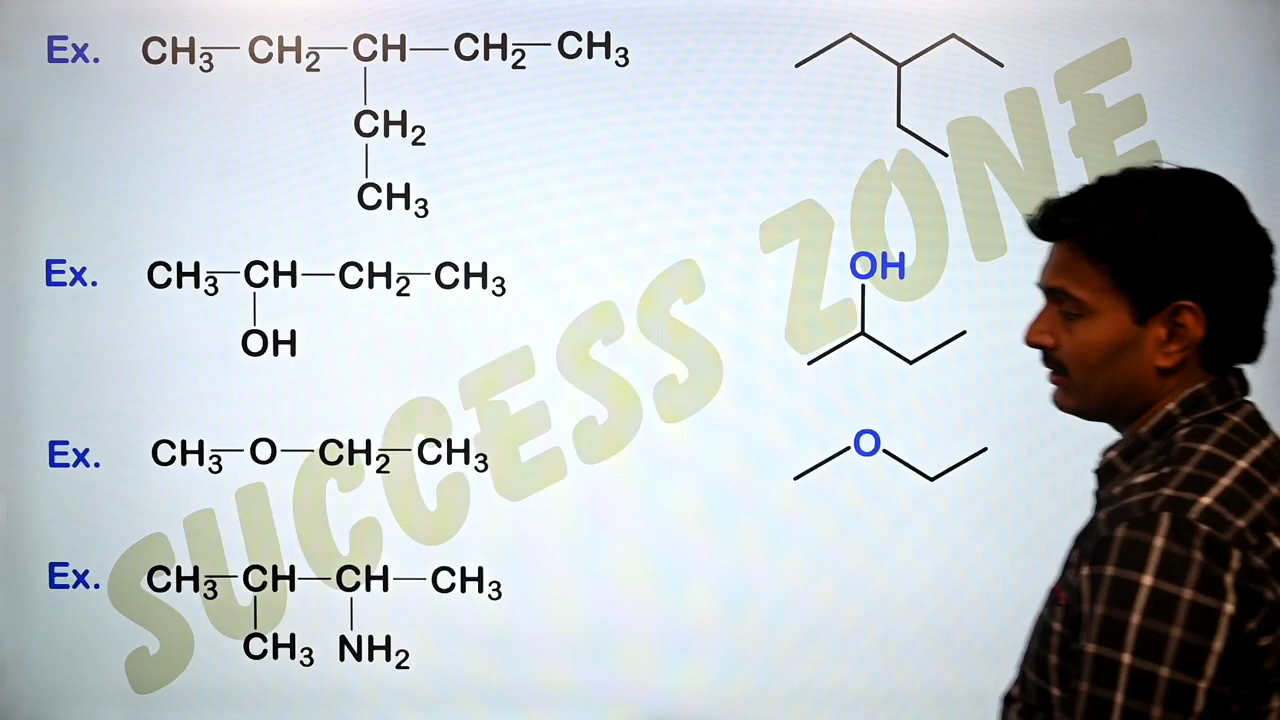 Ex. CH₃—CH₂—CH—CH₂—CH₃
CH₂
CH₃
Ex. CH₃—CH—CH₂—CH₃
OH
OH
Ex. CH₃—O—CH₂—CH₃
O
Ex. CH₃—CH—CH—CH₃
CH₃ NH₂
SUCCESS ZONE